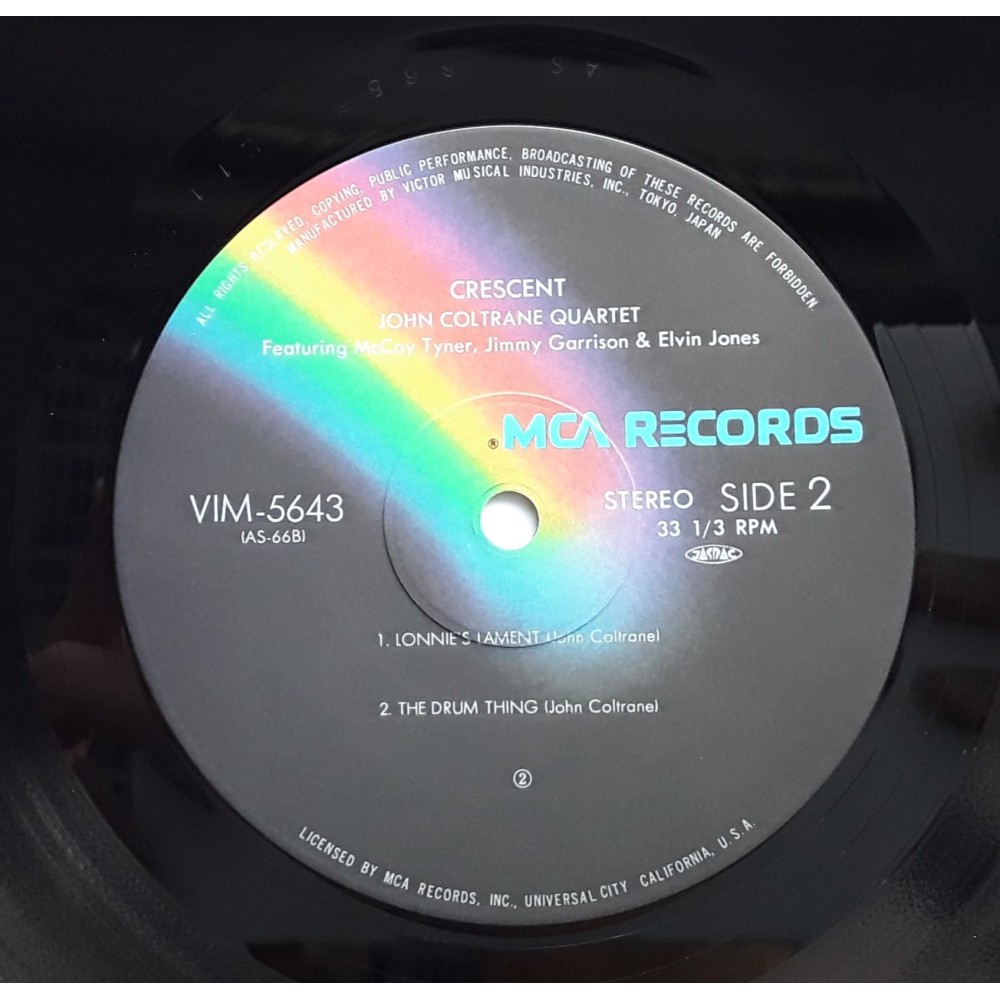 ALL RIGHTS RESERVED, COPYING, PUBLIC PERFORMANCE, BROADCASTING OF THESE RECORDS ARE FORBIDDEN.
MANUFACTURED BY VICTOR MUSICAL INDUSTRIES, INC., TOKYO, JAPAN
CRESCENT
JOHN COLTRANE QUARTET
Featuring McCoy Tyner, Jimmy Garrison & Elvin Jones
® MCA RECORDS
VIM-5643
(AS-66B)
STEREO SIDE 2
33 1/3 RPM
JASRAC
1. LONNIE'S LAMENT (John Coltrane)
2. THE DRUM THING (John Coltrane)
②
LICENSED BY MCA RECORDS, INC., UNIVERSAL CITY CALIFORNIA, U.S.A.